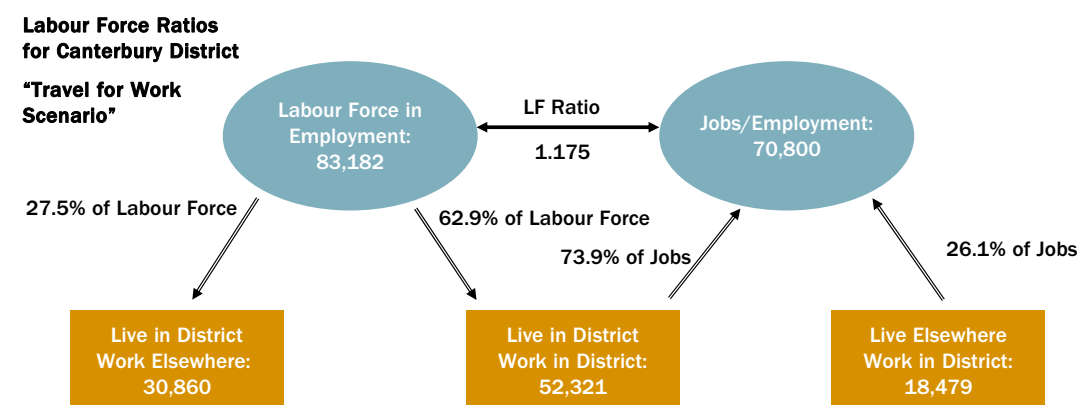 Labour Force Ratios
for Canterbury District
“Travel for Work
Scenario”
Labour Force in
Employment:
83,182
LF Ratio
1.175
Jobs/Employment:
70,800
27.5% of Labour Force
62.9% of Labour Force
73.9% of Jobs
26.1% of Jobs
Live in District
Work Elsewhere:
30,860
Live in District
Work in District:
52,321
Live Elsewhere
Work in District:
18,479